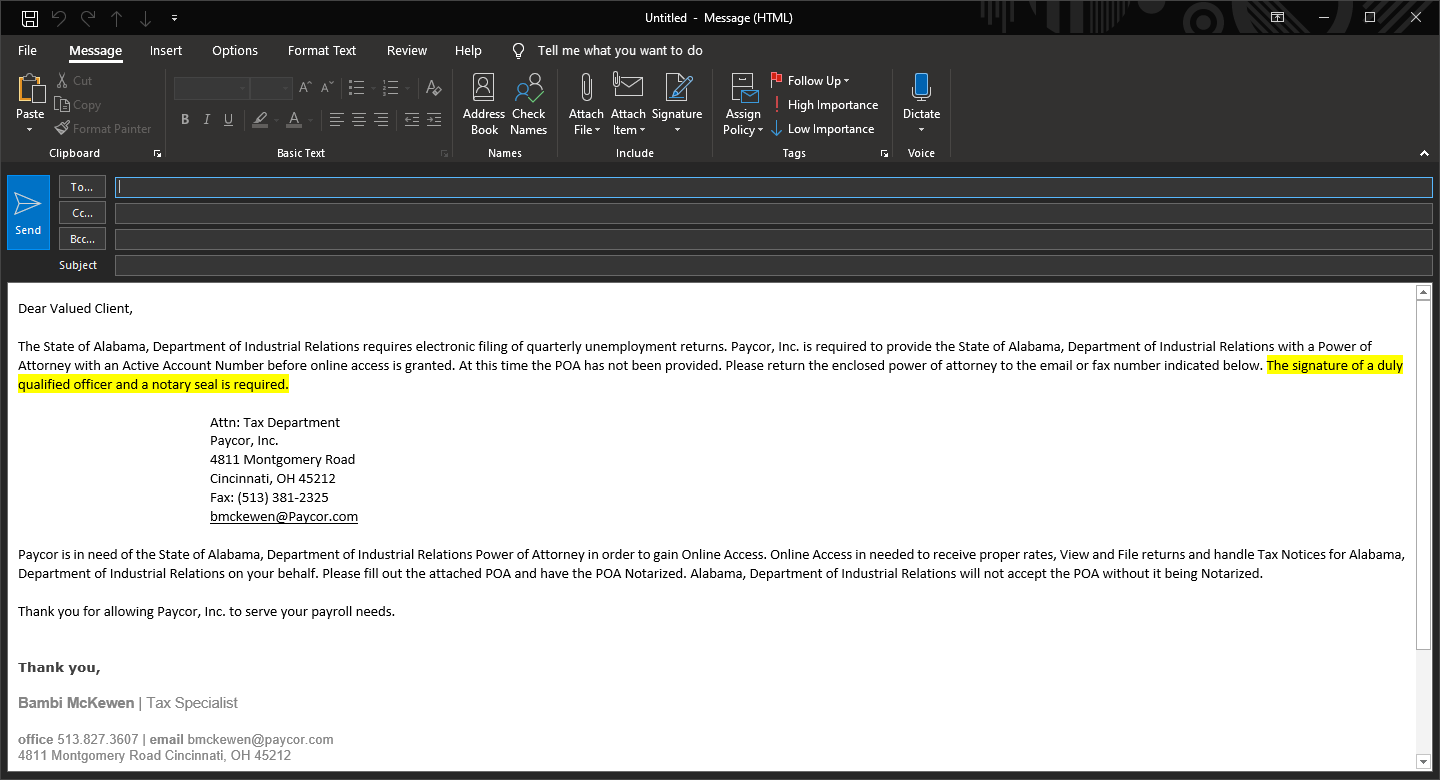 Untitled - Message (HTML)
File Message Insert Options Format Text Review Help Tell me what you want to do
Paste
Cut
Copy
Format Painter
Clipboard
B I U A
Basic Text
Address Book
Check Names
Names
Attach File
Attach Item
Signature
Include
Assign Policy
Follow Up
High Importance
Low Importance
Tags
Dictate
Voice
Send
To...
Cc...
Bcc...
Subject
Dear Valued Client,
The State of Alabama, Department of Industrial Relations requires electronic filing of quarterly unemployment returns. Paycor, Inc. is required to provide the State of Alabama, Department of Industrial Relations with a Power of
Attorney with an Active Account Number before online access is granted. At this time the POA has not been provided. Please return the enclosed power of attorney to the email or fax number indicated below. The signature of a duly
qualified officer and a notary seal is required.
Attn: Tax Department
Paycor, Inc.
4811 Montgomery Road
Cincinnati, OH 45212
Fax: (513) 381-2325
bmckewen@Paycor.com
Paycor is in need of the State of Alabama, Department of Industrial Relations Power of Attorney in order to gain Online Access. Online Access in needed to receive proper rates, View and File returns and handle Tax Notices for Alabama,
Department of Industrial Relations on your behalf. Please fill out the attached POA and have the POA Notarized. Alabama, Department of Industrial Relations will not accept the POA without it being Notarized.
Thank you for allowing Paycor, Inc. to serve your payroll needs.
Thank you,
Bambi McKewen | Tax Specialist
office 513.827.3607 | email bmckewen@paycor.com
4811 Montgomery Road Cincinnati, OH 45212